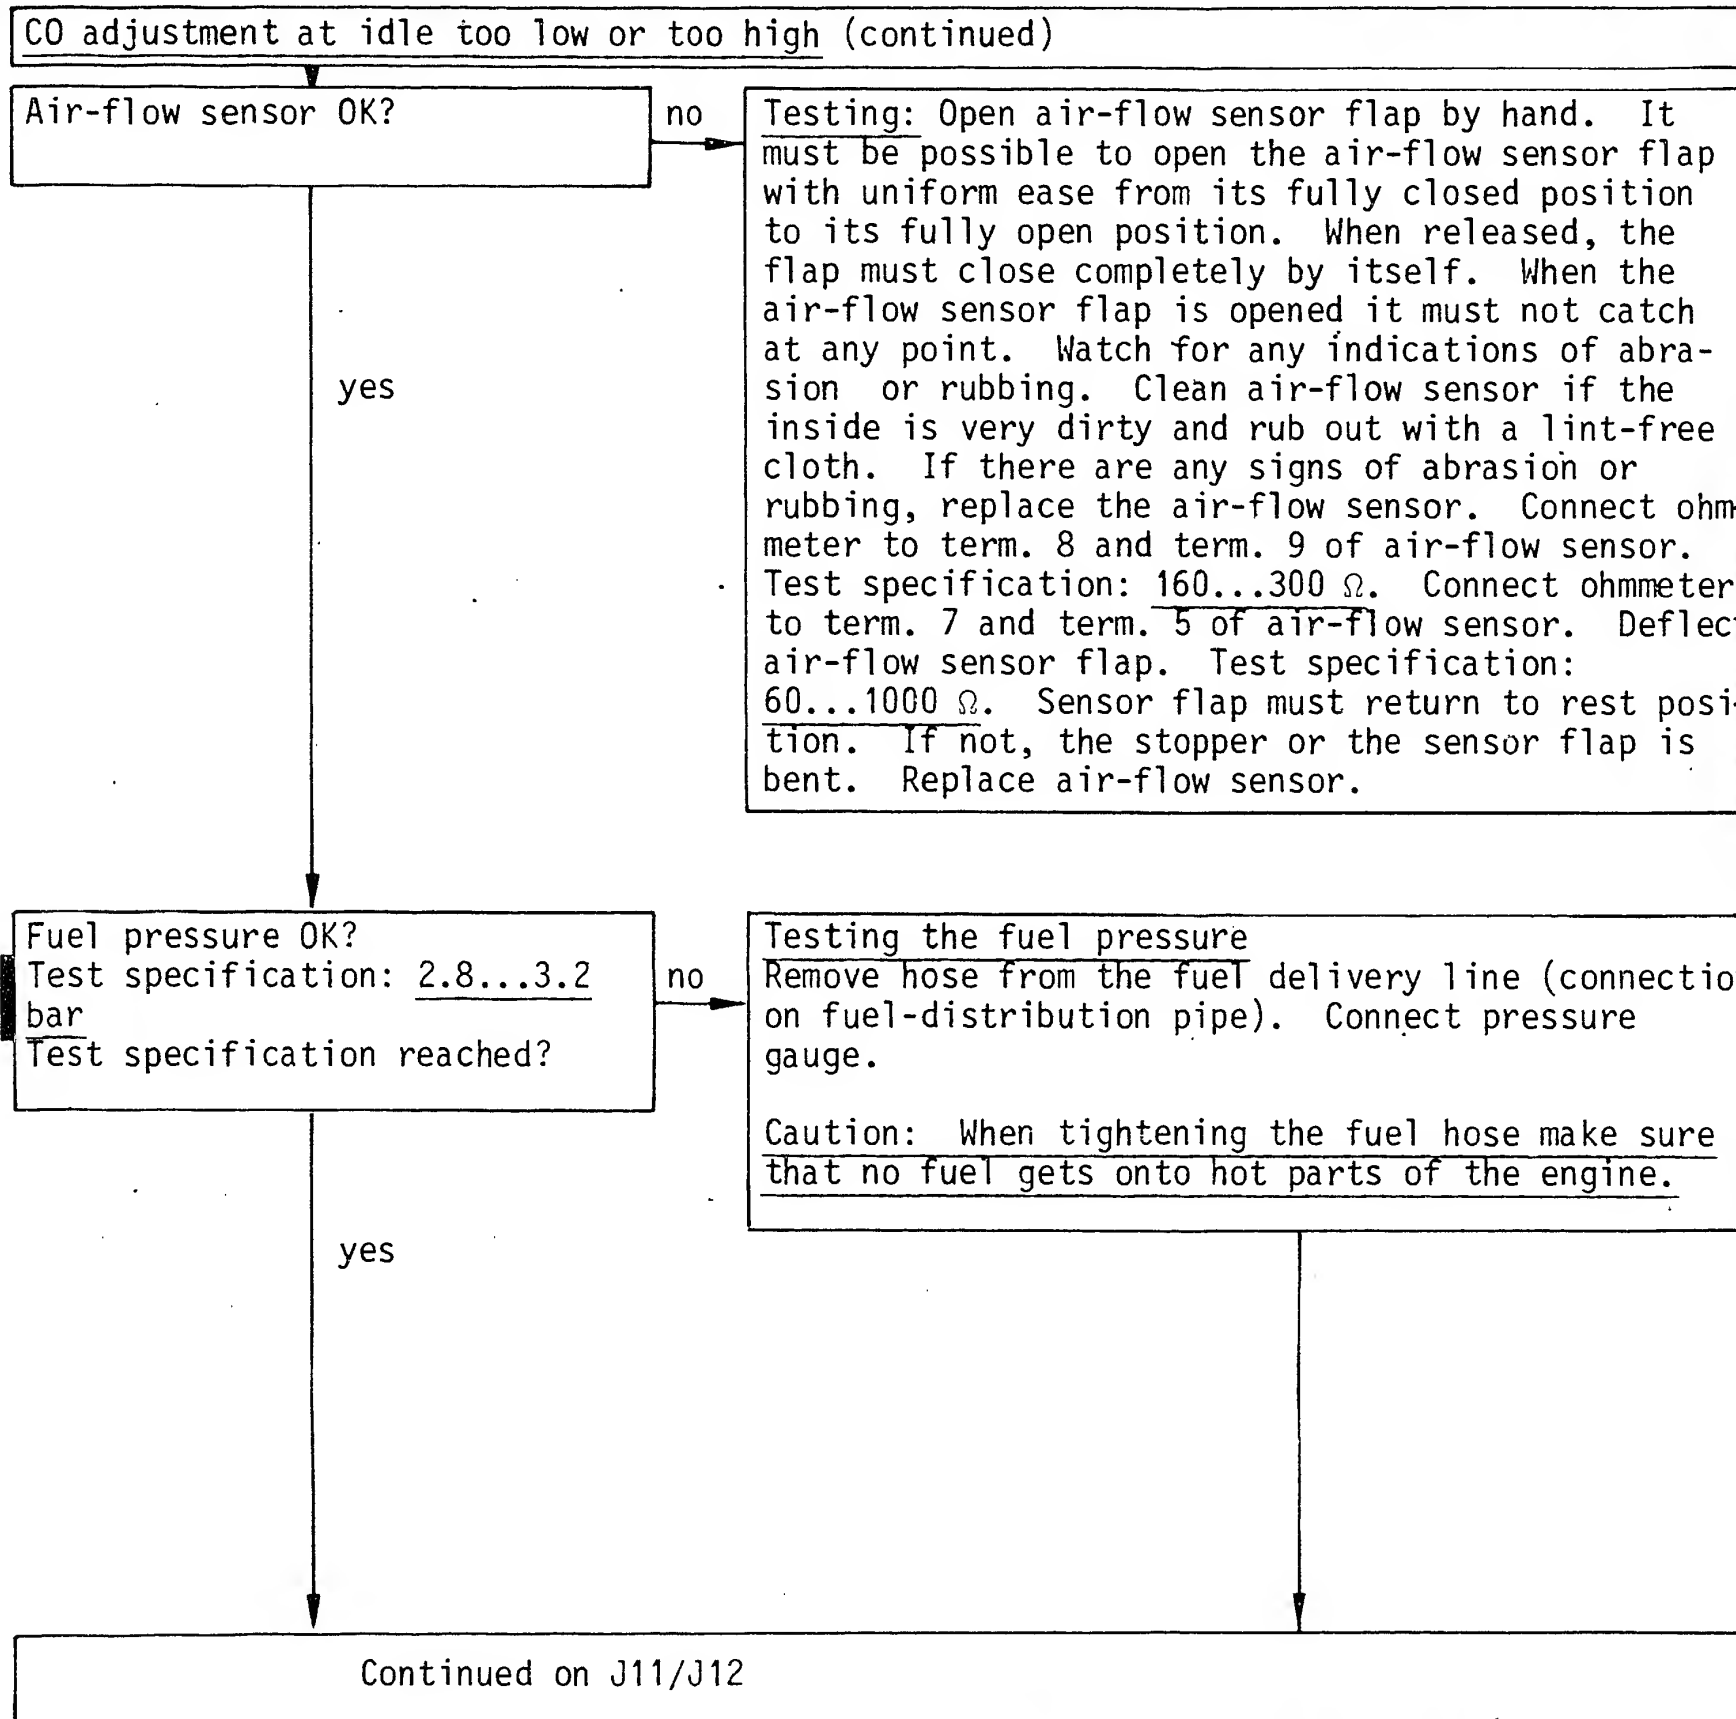 CO adjustment at idle too low or too high (continued)
Air-flow sensor OK?
no
Testing: Open air-flow sensor flap by hand. It
must be possible to open the air-flow sensor flap
with uniform ease from its fully closed position
to its fully open position. When released, the
flap must close completely by itself. When the
air-flow sensor flap is opened it must not catch
at any point. Watch for any indications of abra-
sion or rubbing. Clean air-flow sensor if the
inside is very dirty and rub out with a lint-free
cloth. If there are any signs of abrasion or
rubbing, replace the air-flow sensor. Connect ohm-
meter to term. 8 and term. 9 of air-flow sensor.
Test specification: 160...300 Ω. Connect ohmmeter
to term. 7 and term. 5 of air-flow sensor. Deflect
air-flow sensor flap. Test specification:
60...1000 Ω. Sensor flap must return to rest posi-
tion. If not, the stopper or the sensor flap is
bent. Replace air-flow sensor.
yes
Fuel pressure OK?
Test specification: 2.8...3.2
bar
Test specification reached?
no
Testing the fuel pressure
Remove hose from the fuel delivery line (connectio
on fuel-distribution pipe). Connect pressure
gauge.
Caution: When tightening the fuel hose make sure
that no fuel gets onto hot parts of the engine.
yes
Continued on J11/J12